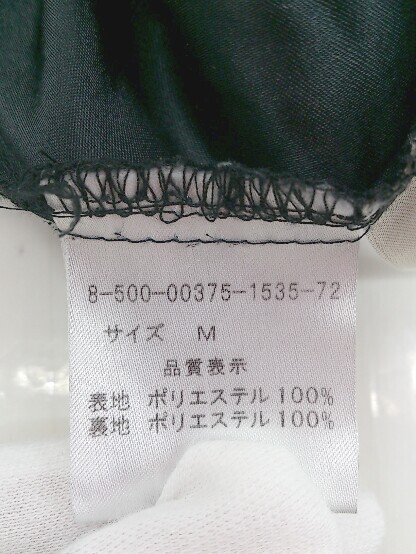 8-500-00375-1535-72
サイズ　M
品質表示
表地 ポリエステル100%
裏地 ポリエステル100%